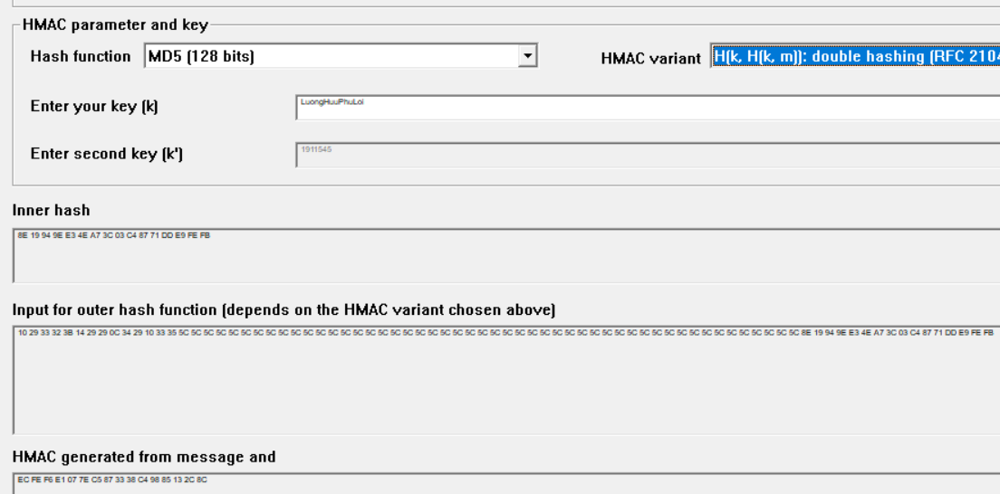 HMAC parameter and key
Hash function MD5 (128 bits) HMAC variant H(k, H(k, m)): double hashing (RFC 2104
Enter your key (k) LuongHuuPhuLoi
Enter second key (k') 1911545
Inner hash
8E 19 94 9E E3 4E A7 3C 03 C4 87 71 DD E9 FE FB
Input for outer hash function (depends on the HMAC variant chosen above)
10 29 33 32 3B 14 29 29 0C 34 29 10 33 35 5C 5C 5C 5C 5C 5C 5C 5C 5C 5C 5C 5C 5C 5C 5C 5C 5C 5C 5C 5C 5C 5C 5C 5C 5C 5C 5C 5C 5C 5C 5C 5C 5C 5C 5C 5C 5C 5C 5C 5C 5C 5C 5C 5C 5C 5C 5C 5C 5C 5C 8E 19 94 9E E3 4E A7 3C 03 C4 87 71 DD E9 FE FB
HMAC generated from message and
EC FE F6 E1 07 7E C5 87 33 38 C4 98 85 13 2C 8C